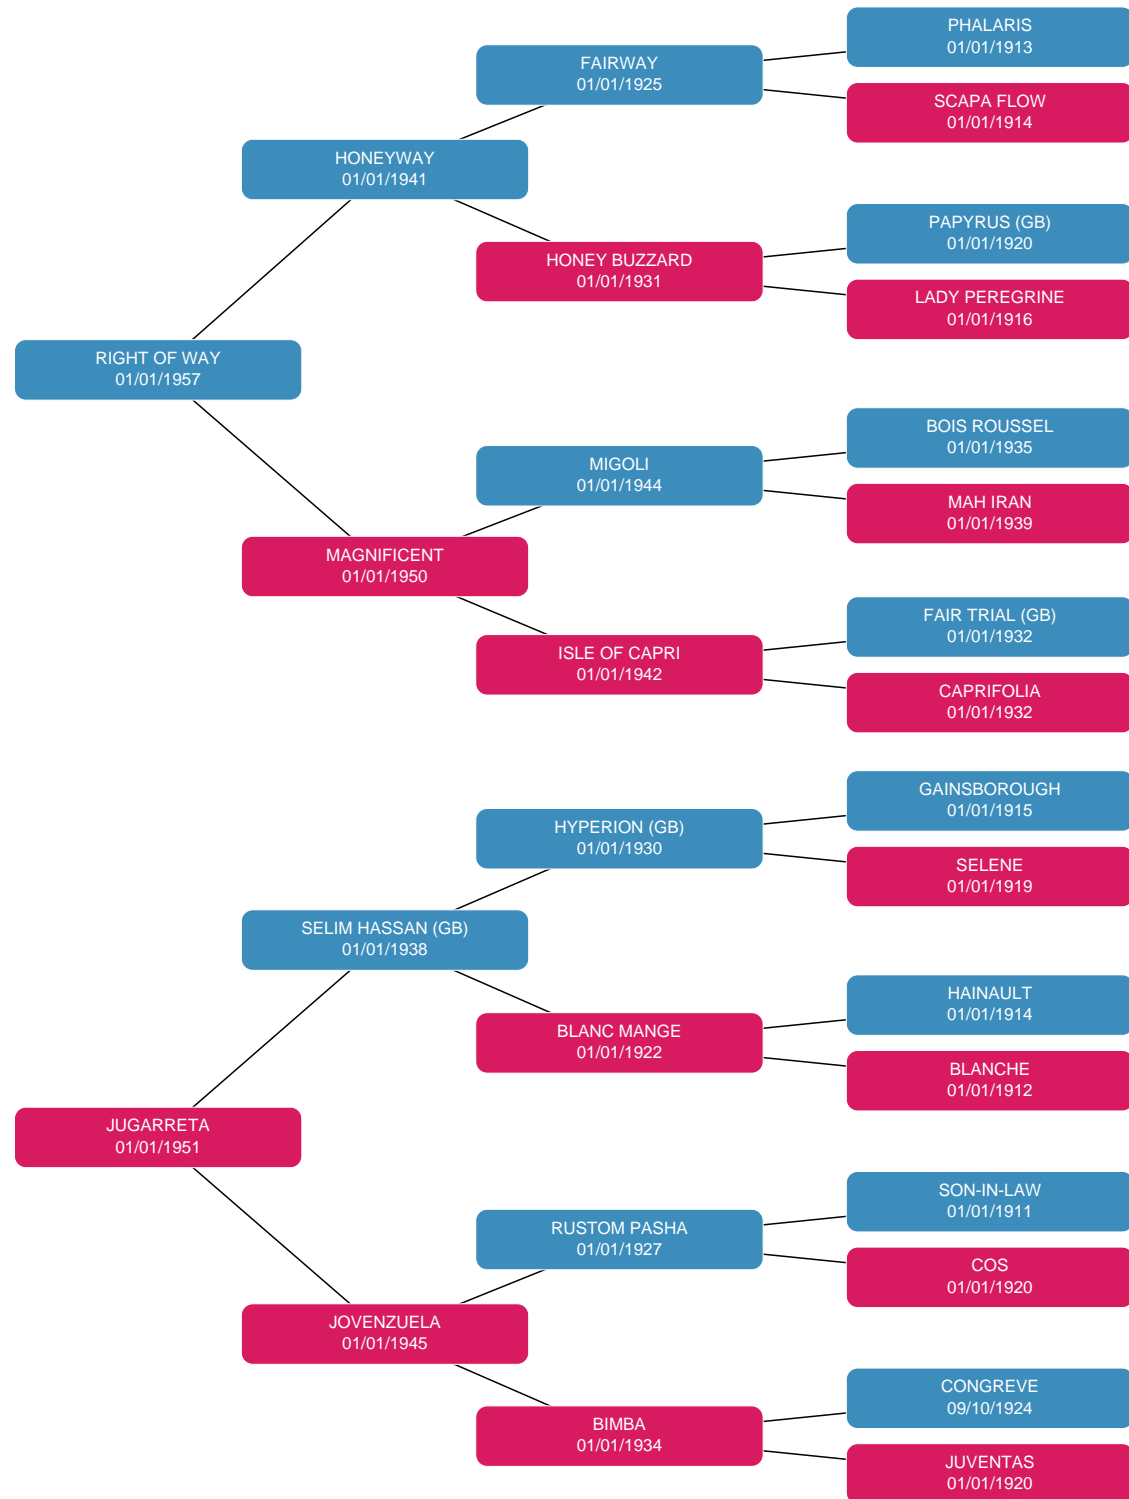 PHALARIS
01/01/1913
FAIRWAY
01/01/1925
SCAPA FLOW
01/01/1914
HONEYWAY
01/01/1941
PAPYRUS (GB)
01/01/1920
HONEY BUZZARD
01/01/1931
LADY PEREGRINE
01/01/1916
RIGHT OF WAY
01/01/1957
BOIS ROUSSEL
01/01/1935
MIGOLI
01/01/1944
MAH IRAN
01/01/1939
MAGNIFICENT
01/01/1950
FAIR TRIAL (GB)
01/01/1932
ISLE OF CAPRI
01/01/1942
CAPRIFOLIA
01/01/1932
GAINSBOROUGH
01/01/1915
HYPERION (GB)
01/01/1930
SELENE
01/01/1919
SELIM HASSAN (GB)
01/01/1938
HAINAULT
01/01/1914
BLANC MANGE
01/01/1922
BLANCHE
01/01/1912
JUGARRETA
01/01/1951
SON-IN-LAW
01/01/1911
RUSTOM PASHA
01/01/1927
COS
01/01/1920
JOVENZUELA
01/01/1945
CONGREVE
09/10/1924
BIMBA
01/01/1934
JUVENTAS
01/01/1920